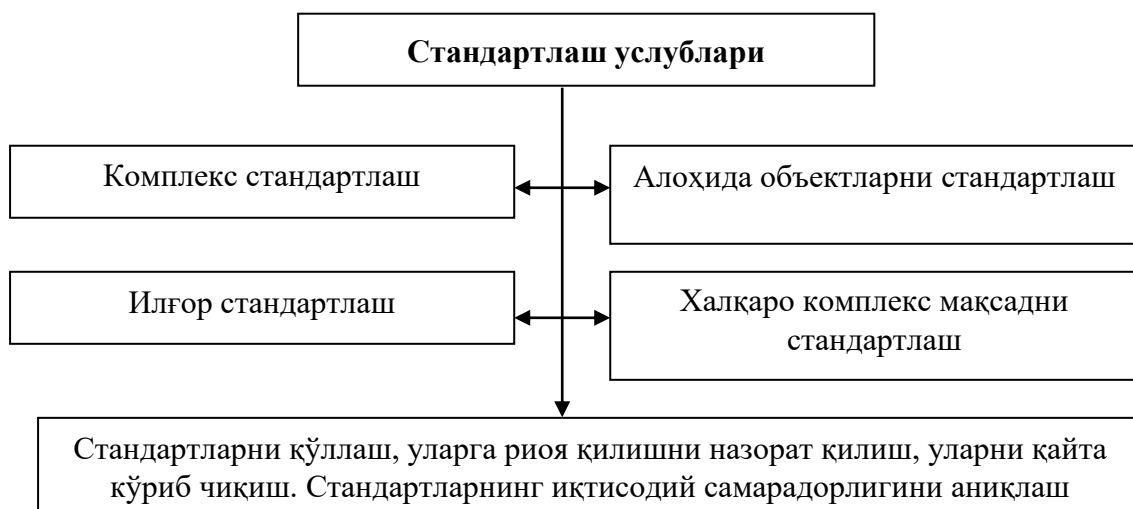 Стандартлаш услублари
Комплекс стандартлаш
Алоҳида объектларни стандартлаш
Илғор стандартлаш
Халқаро комплекс мақсадни
стандартлаш
Стандартларни қўллаш, уларга риоя қилишни назорат қилиш, уларни қайта
кўриб чиқиш. Стандартларнинг иқтисодий самарадорлигини аниқлаш